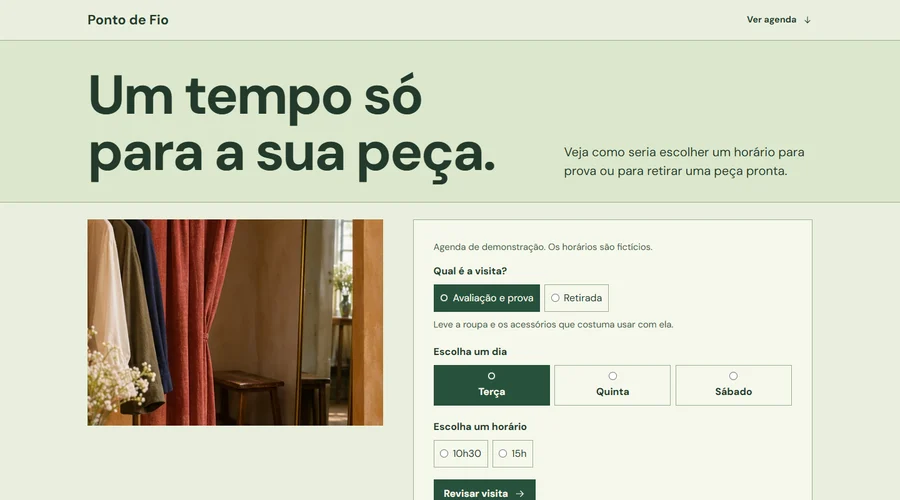 Ponto de Fio
Ver agenda ↓
Um tempo só
para a sua peça.
Veja como seria escolher um horário para
prova ou para retirar uma peça pronta.
Agenda de demonstração. Os horários são fictícios.
Qual é a visita?
Avaliação e prova
Retirada
Leve a roupa e os acessórios que costuma usar com ela.
Escolha um dia
Terça
Quinta
Sábado
Escolha um horário
10h30
15h
Revisar visita →